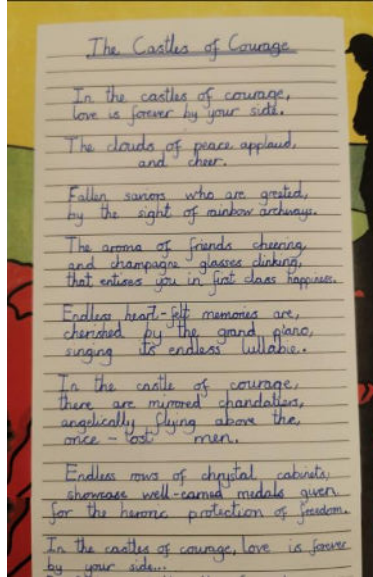 The Castles of Courage
In the castles of courage,
love is forever by your side.
The clouds of peace applaud,
and cheer.
Fallen saviors who are greeted,
by the sight of rainbow archways.
The aroma of friends cheering,
and champagne glasses clinking,
that entises you in first class happiness.
Endless heart-felt memories are,
cherished by the grand piano,
singing its endless lullabie..
In the castle of courage,
there are mirrored chandaliers,
angelically flying above the,
once - lost men.
Endless rows of chrystal cabinets,
showcase well-earned medals given
for the heroric protection of freedom.
In the castles of courage, love is forever
by your side...